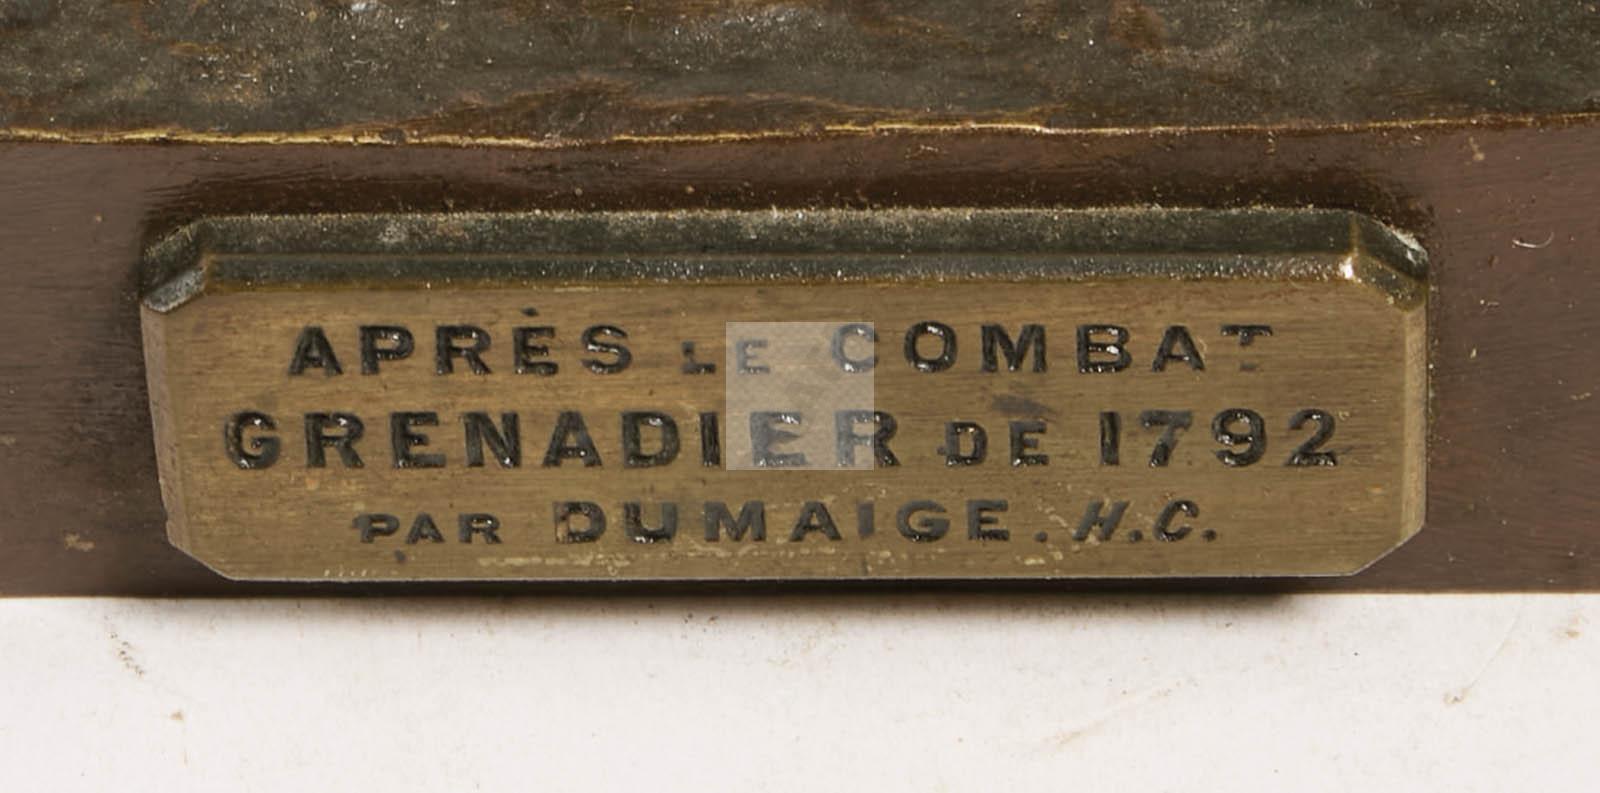 APRÈS LE COMBAT
GRENADIER DE 1792
PAR DUMAIGE. H.C.